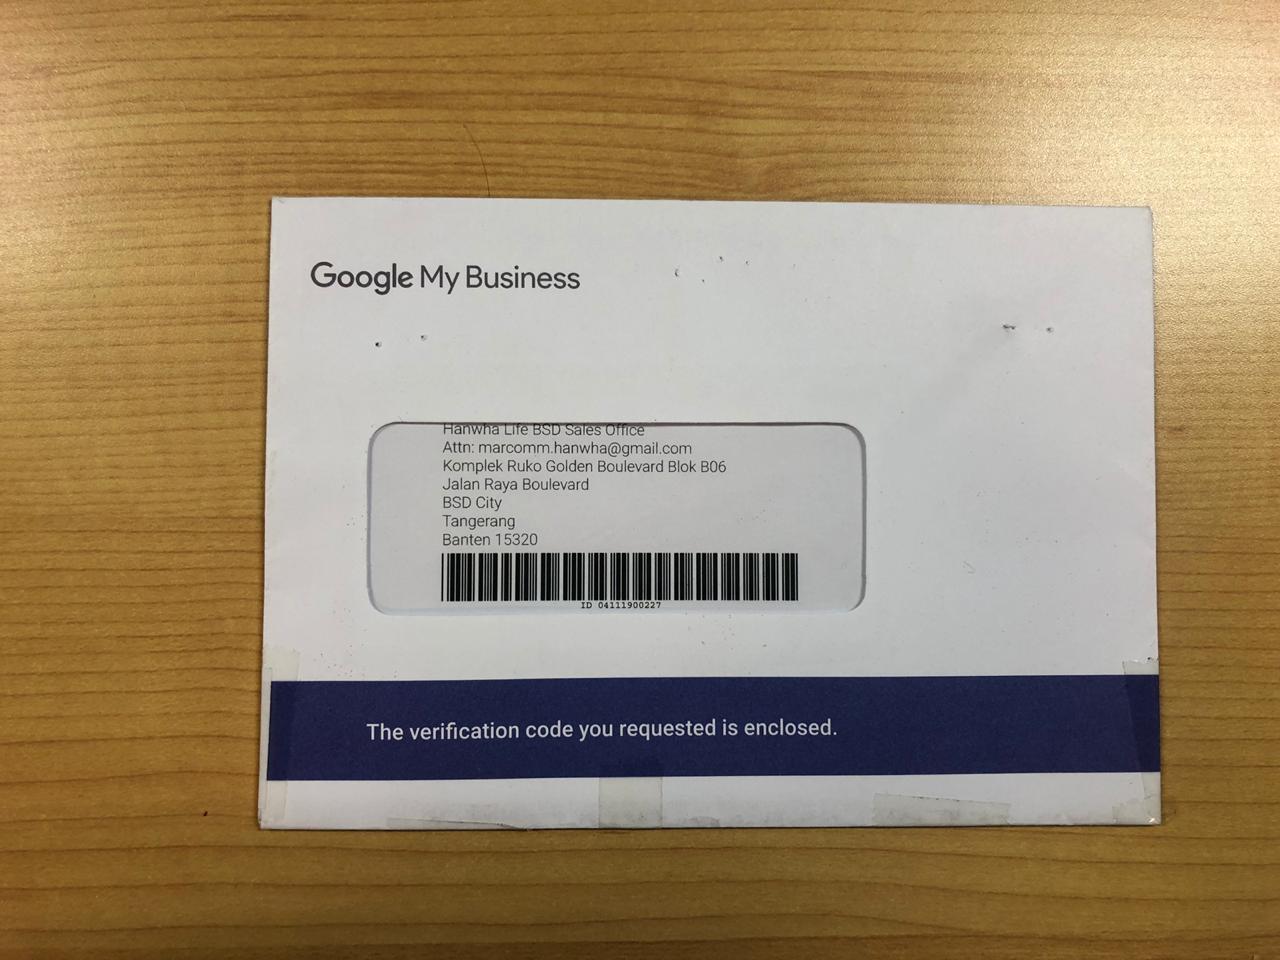 Google My Business
Hanwha Life BSD Sales Office
Attn: marcomm.hanwha@gmail.com
Komplek Ruko Golden Boulevard Blok B06
Jalan Raya Boulevard
BSD City
Tangerang
Banten 15320
ID 04111900227
The verification code you requested is enclosed.